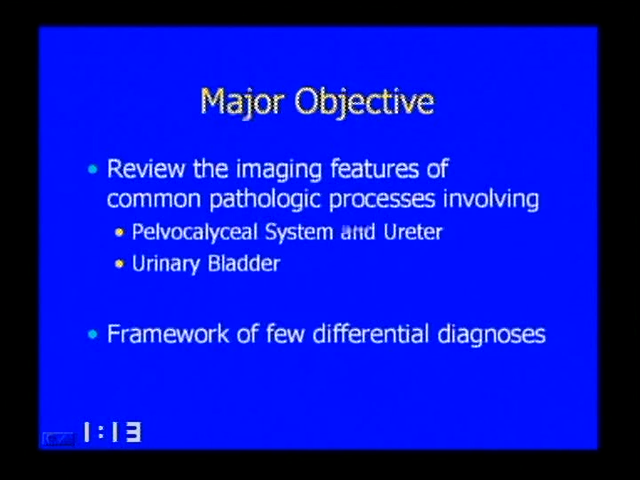 Major Objective
Review the imaging features of
common pathologic processes involving
Pelvocalyceal System and Ureter
Urinary Bladder
Framework of few differential diagnoses
1:13